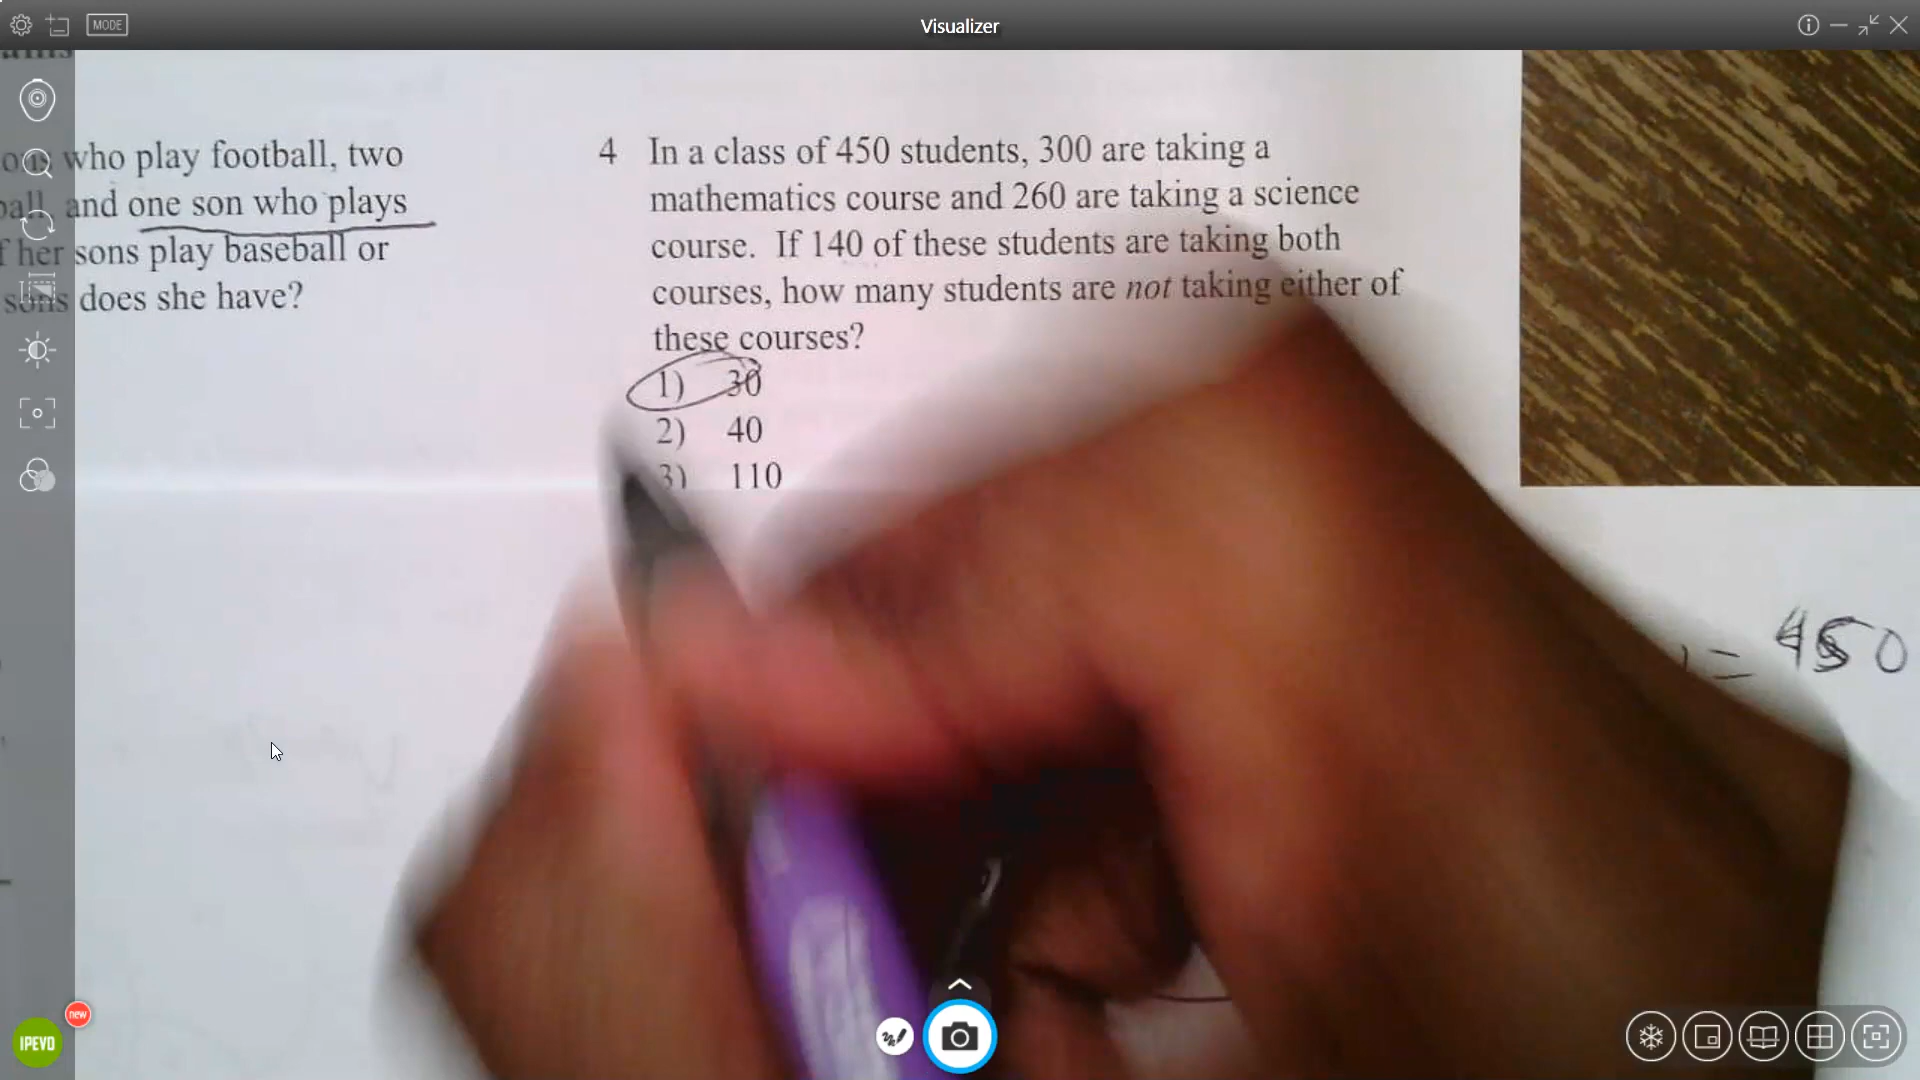 MODE
Visualizer
who play football, two
and one son who plays
her sons play baseball or
sons does she have?
4 In a class of 450 students, 300 are taking a
mathematics course and 260 are taking a science
course. If 140 of these students are taking both
courses, how many students are not taking either of
these courses?
1) 30
2) 40
3) 110
= 450
new
IPEVO